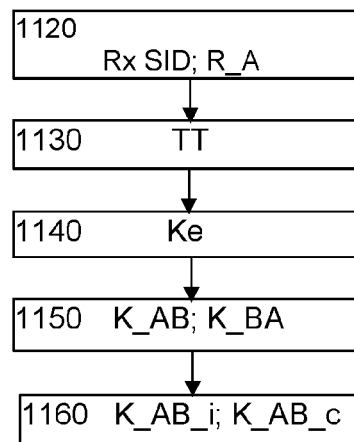 1120
Rx SID; R_A
1130 TT
1140 Ke
1150 K_AB; K_BA
1160 K_AB_i; K_AB_c